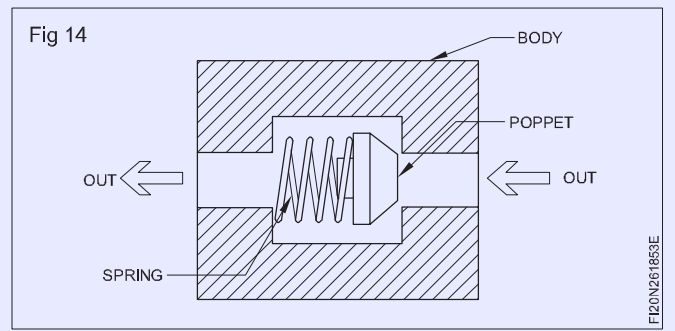 Fig 14
BODY
POPPET
OUT
OUT
SPRING
FI20N261853E